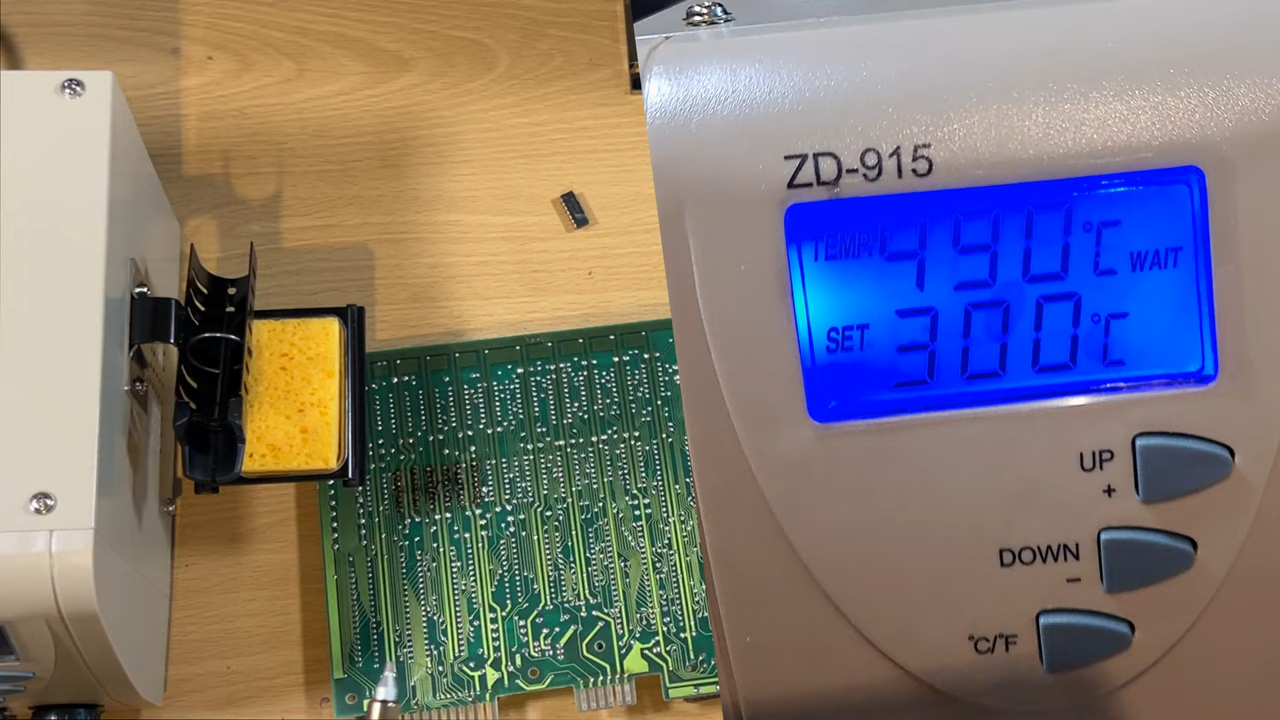 ZD-915
TEMP 490°C WAIT
SET 300°C
UP
+
DOWN
−
°C/°F